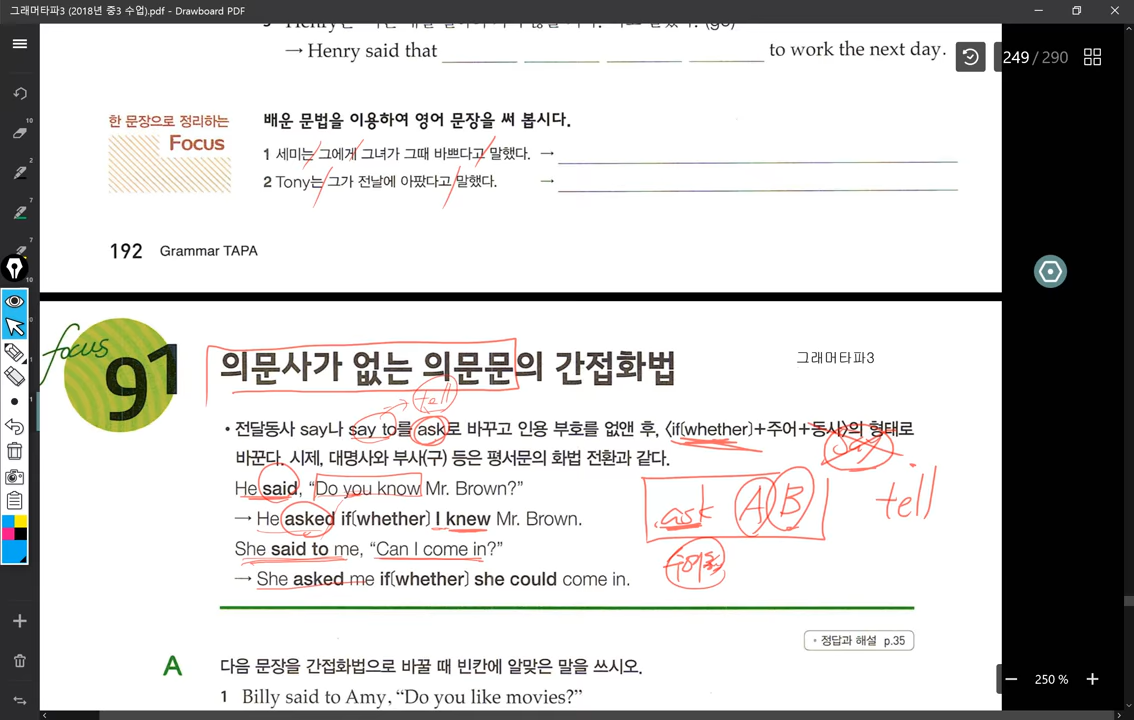 그래머타파3 (2018년 중3 수업).pdf - Drawboard PDF
→ Henry said that ________ ________ ________ ________ to work the next day.
249 / 290
한 문장으로 정리하는
Focus
배운 문법을 이용하여 영어 문장을 써 봅시다.
1 세미는 그에게 그녀가 그때 바쁘다고 말했다. →
2 Tony는 그가 전날에 아팠다고 말했다. →
192 Grammar TAPA
focus
91
의문사가 없는 의문문의 간접화법
그래머타파3
tell
• 전달동사 say나 say to를 ask로 바꾸고 인용 부호를 없앤 후, 〈if(whether)+주어+동사〉의 형태로
바꾼다. 시제, 대명사와 부사(구) 등은 평서문의 화법 전환과 같다.
say
He said, “Do you know Mr. Brown?”
ask A B
tell
→ He asked if(whether) I knew Mr. Brown.
She said to me, “Can I come in?”
→ She asked me if(whether) she could come in.
정답과 해설 p.35
A 다음 문장을 간접화법으로 바꿀 때 빈칸에 알맞은 말을 쓰시오.
1 Billy said to Amy, “Do you like movies?”
250 %